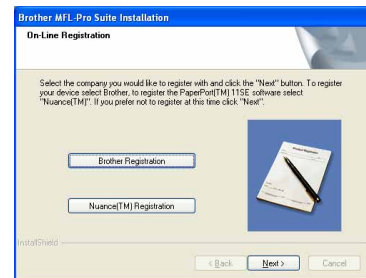 Brother MFL-Pro Suite Installation
On-Line Registration
Select the company you would like to register with and click the "Next" button. To register
your device select Brother, to register the PaperPort(TM) 11SE software select
"Nuance(TM)". If you prefer not to register at this time click "Next".
Brother Registration
Nuance(TM) Registration
InstallShield
< Back
Next >
Cancel